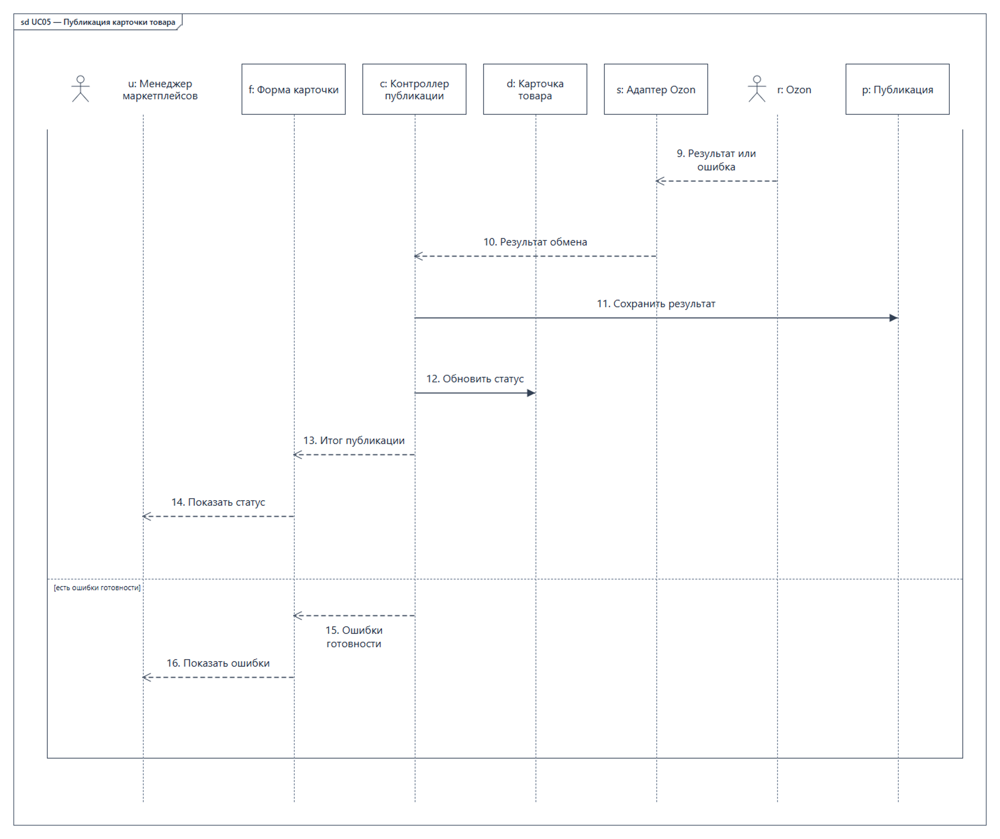 sd UC05 — Публикация карточки товара
u: Менеджер
маркетплейсов
f: Форма карточки
c: Контроллер
публикации
d: Карточка
товара
s: Адаптер Ozon
r: Ozon
p: Публикация
9. Результат или
ошибка
10. Результат обмена
11. Сохранить результат
12. Обновить статус
13. Итог публикации
14. Показать статус
[есть ошибки готовности]
15. Ошибки
готовности
16. Показать ошибки